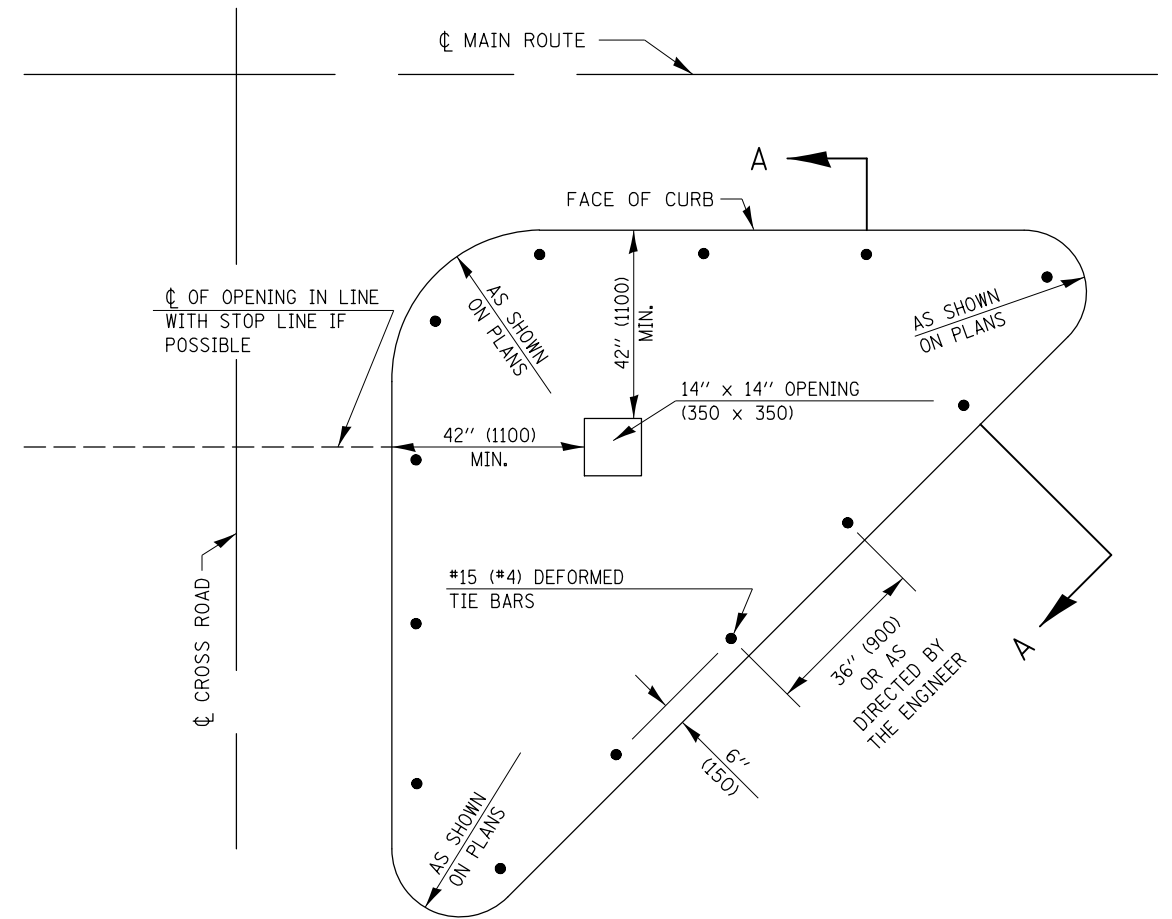 ℄ MAIN ROUTE
A
FACE OF CURB
℄ OF OPENING IN LINE
WITH STOP LINE IF
POSSIBLE
AS SHOWN
ON PLANS
42" (1100)
MIN.
AS SHOWN
ON PLANS
14" x 14" OPENING
(350 x 350)
42" (1100)
MIN.
#15 (#4) DEFORMED
TIE BARS
℄ CROSS ROAD
36" (900)
OR AS
DIRECTED BY
THE ENGINEER
A
6"
(150)
AS SHOWN
ON PLANS